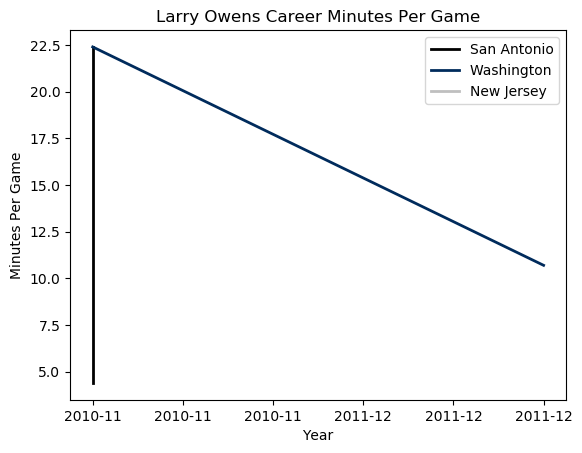 Larry Owens Career Minutes Per Game
San Antonio
Washington
New Jersey
22.5
20.0
17.5
15.0
12.5
10.0
7.5
5.0
Minutes Per Game
2010-11 2010-11 2010-11 2011-12 2011-12 2011-12
Year